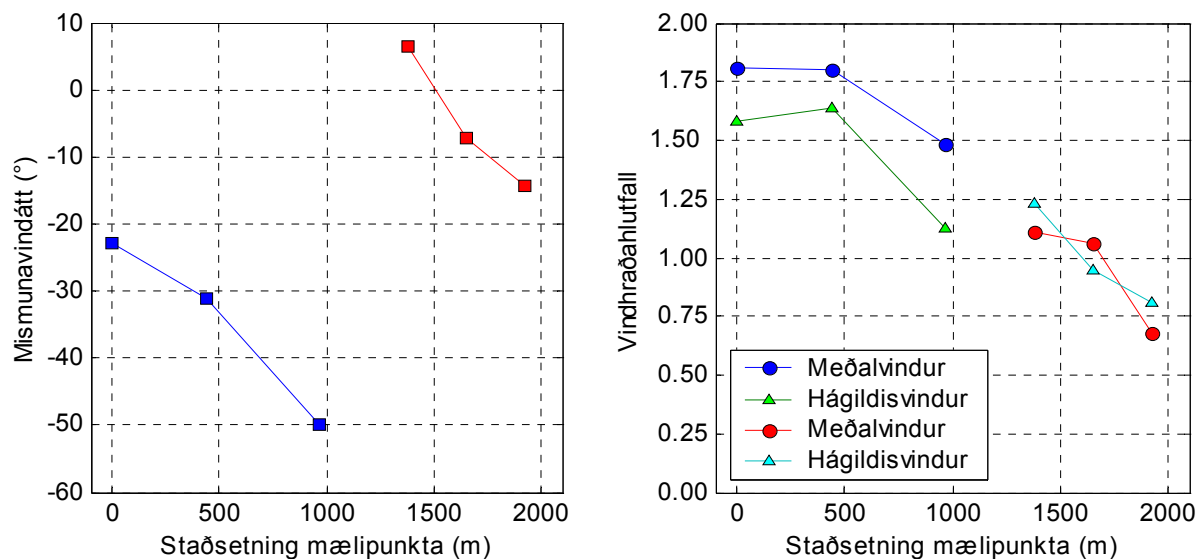 Mismunavindátt (°)
10
0
-10
-20
-30
-40
-50
-60
0 500 1000 1500 2000
Staðsetning mælipunkta (m)
Vindhraðahlutfall
2.00
1.75
1.50
1.25
1.00
0.75
0.50
0.25
0.00
Meðalvindur
Hágildisvindur
Meðalvindur
Hágildisvindur
0 500 1000 1500 2000
Staðsetning mælipunkta (m)